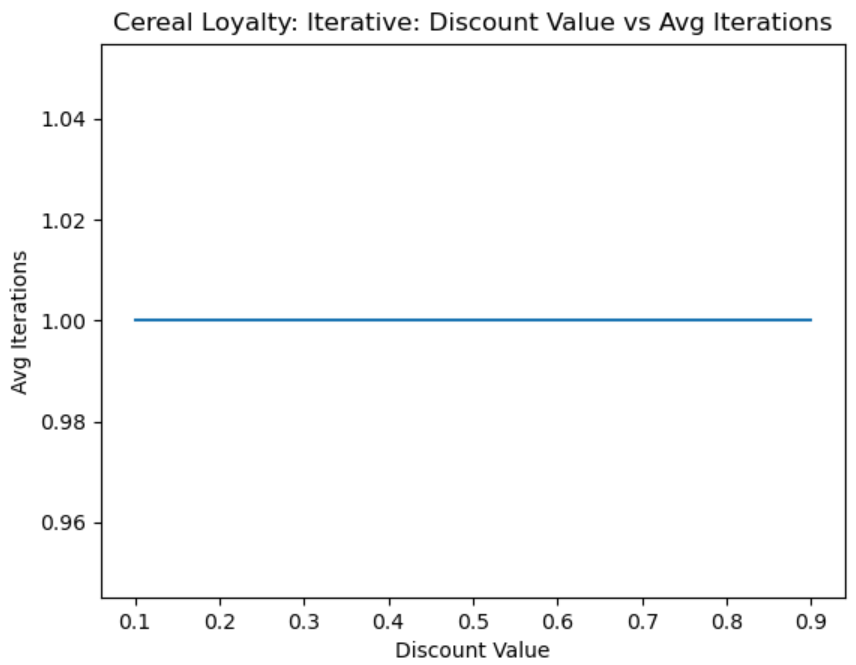 Cereal Loyalty: Iterative: Discount Value vs Avg Iterations
1.04
1.02
1.00
0.98
0.96
Avg Iterations
0.1 0.2 0.3 0.4 0.5 0.6 0.7 0.8 0.9
Discount Value